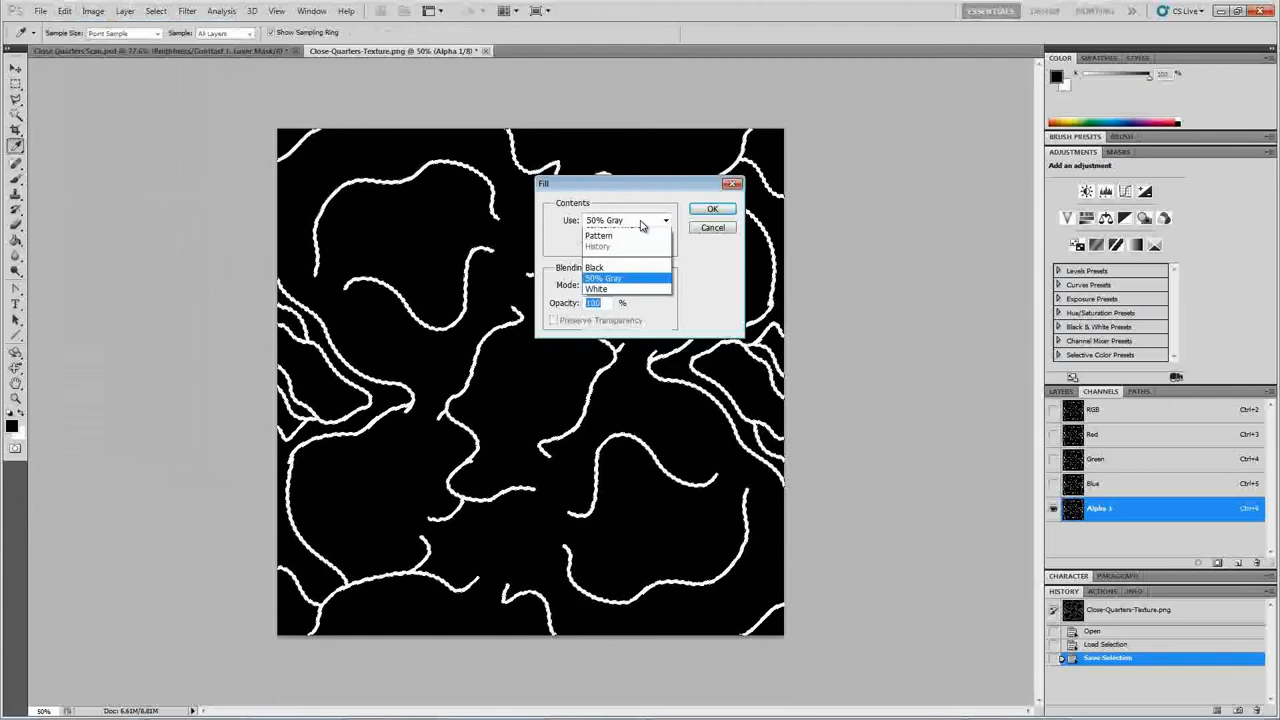 PS File Edit Image Layer Select Filter Analysis 3D View Window Help
ESSENTIALS DESIGN PAINTING CS Live
Sample Size: Point Sample Sample: All Layers Show Sampling Ring
Close Quarters Scan.psd @ 77.6% (Brightness/Contrast 1, Layer Mask/8) *
Close-Quarters-Texture.png @ 50% (Alpha 1/8) *
COLOR SWATCHES STYLES
K 100 %
BRUSH PRESETS BRUSH
ADJUSTMENTS MASKS
Add an adjustment
Levels Presets
Curves Presets
Exposure Presets
Hue/Saturation Presets
Black & White Presets
Channel Mixer Presets
Selective Color Presets
Fill
Contents
Use: 50% Gray
Pattern
History
Black
50% Gray
White
Blending
Mode:
Opacity: 100 %
Preserve Transparency
OK
Cancel
LAYERS CHANNELS PATHS
RGB Ctrl+2
Red Ctrl+3
Green Ctrl+4
Blue Ctrl+5
Alpha 1 Ctrl+6
CHARACTER PARAGRAPH
HISTORY ACTIONS INFO
Close-Quarters-Texture.png
Open
Load Selection
Save Selection
50% Doc: 6.61M/6.61M